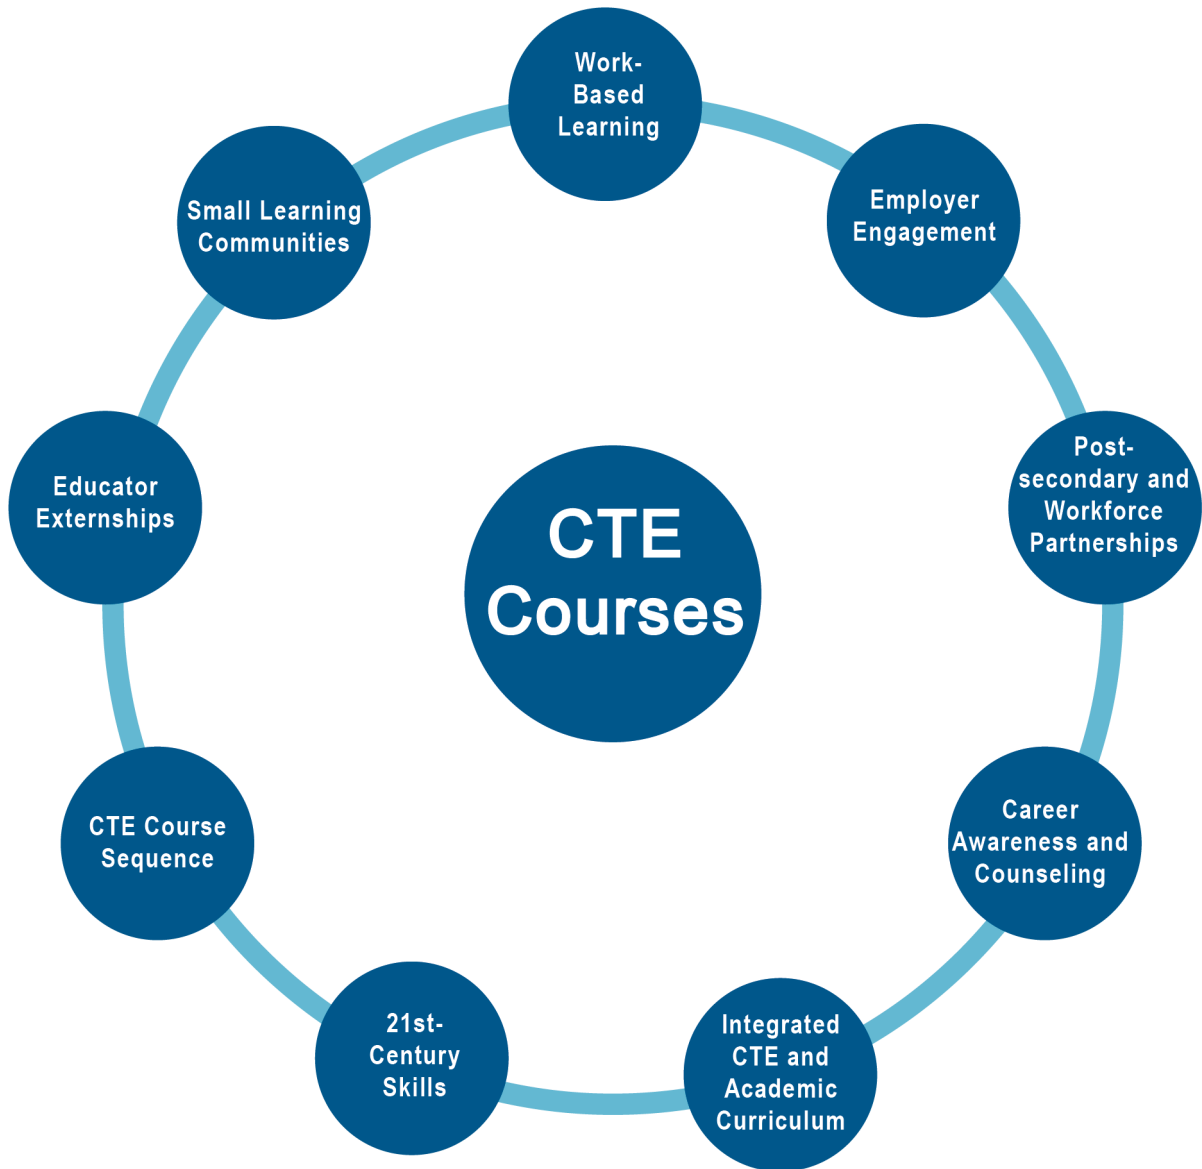 Work-
Based
Learning
Employer
Engagement
Post-
secondary and
Workforce
Partnerships
Career
Awareness and
Counseling
Integrated
CTE and
Academic
Curriculum
21st-
Century
Skills
CTE Course
Sequence
Educator
Externships
Small Learning
Communities
CTE
Courses